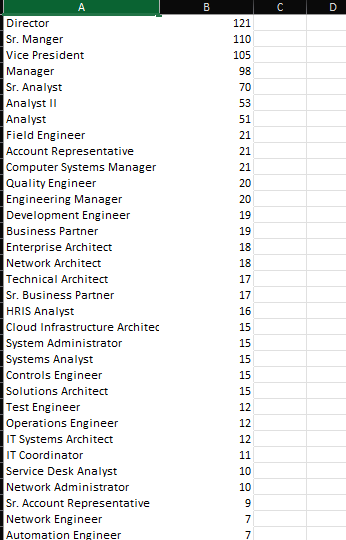 A B C D
Director 121
Sr. Manger 110
Vice President 105
Manager 98
Sr. Analyst 70
Analyst II 53
Analyst 51
Field Engineer 21
Account Representative 21
Computer Systems Manager 21
Quality Engineer 20
Engineering Manager 20
Development Engineer 19
Business Partner 19
Enterprise Architect 18
Network Architect 18
Technical Architect 17
Sr. Business Partner 17
HRIS Analyst 16
Cloud Infrastructure Architec 15
System Administrator 15
Systems Analyst 15
Controls Engineer 15
Solutions Architect 15
Test Engineer 12
Operations Engineer 12
IT Systems Architect 12
IT Coordinator 11
Service Desk Analyst 10
Network Administrator 10
Sr. Account Representative 9
Network Engineer 7
Automation Engineer 7